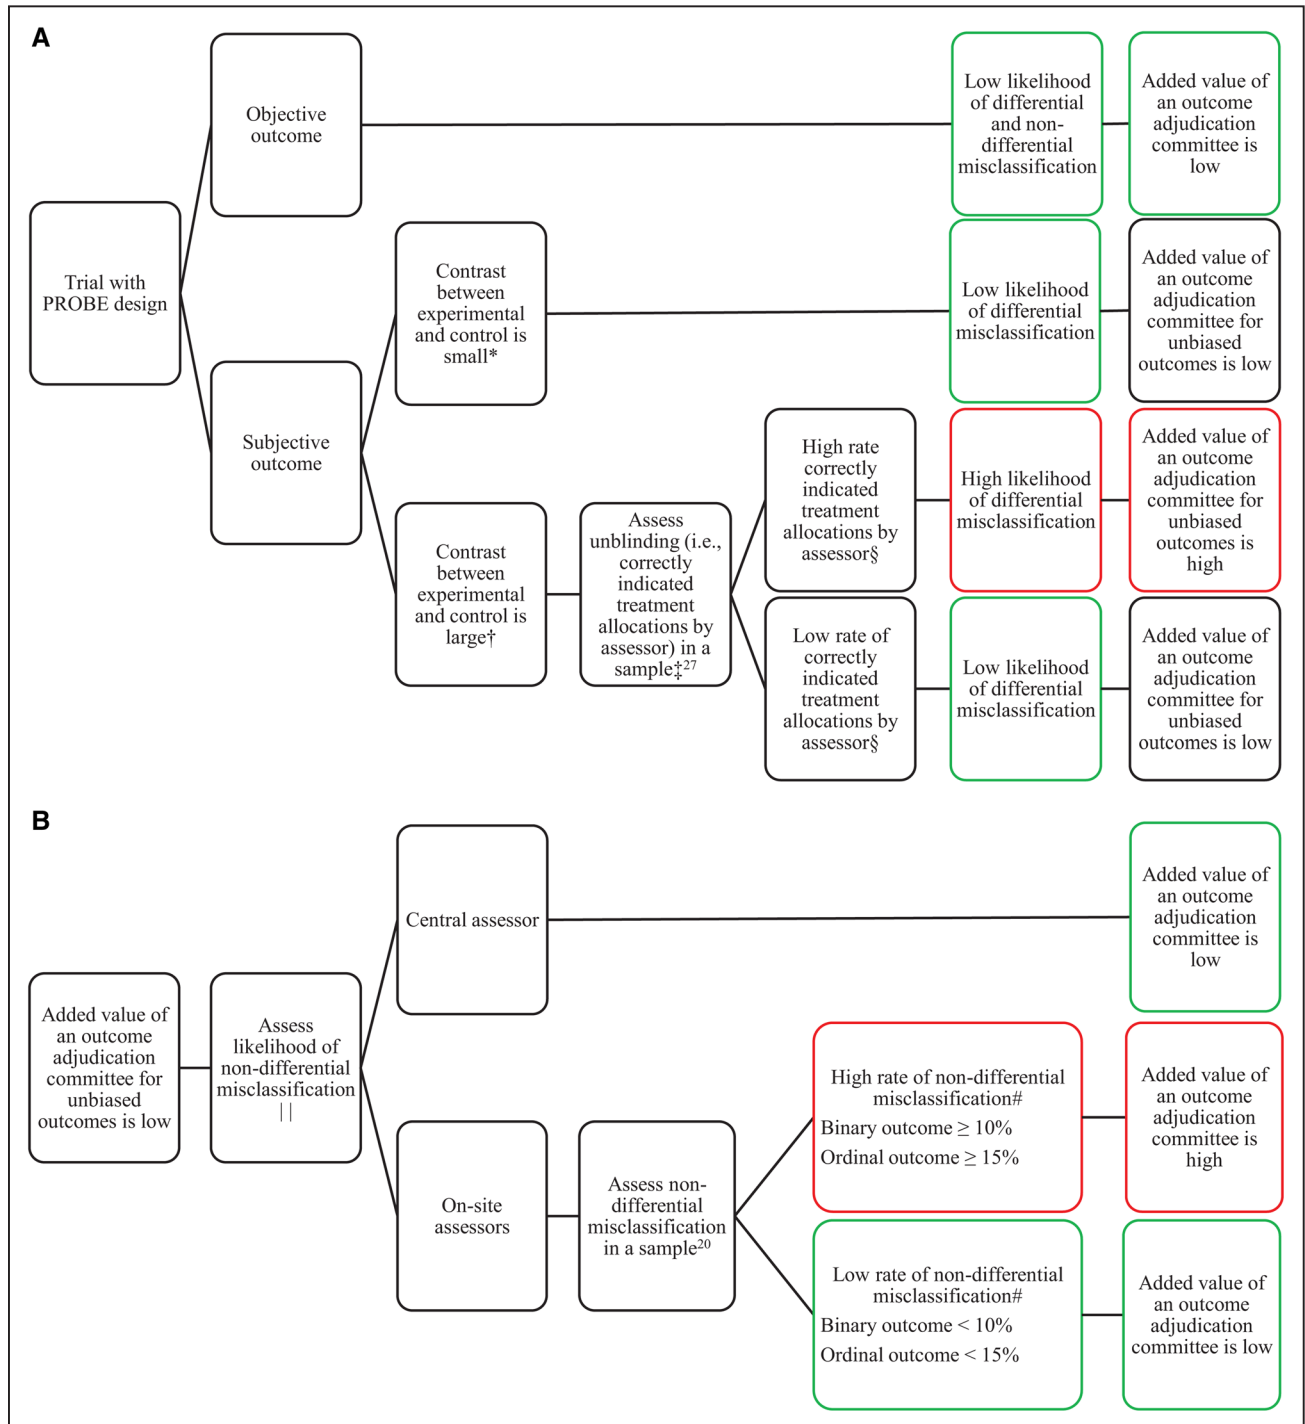 A
Trial with
PROBE design
Objective
outcome
Low likelihood
of differential
and non-
differential
misclassification
Added value of
an outcome
adjudication
committee is
low
Subjective
outcome
Contrast
between
experimental
and control is
small*
Low likelihood
of differential
misclassification
Added value of
an outcome
adjudication
committee for
unbiased
outcomes is low
Contrast
between
experimental
and control is
large†
Assess
unblinding (i.e.,
correctly
indicated
treatment
allocations by
assessor) in a
sample‡27
High rate
correctly
indicated
treatment
allocations by
assessor§
High likelihood
of differential
misclassification
Added value of
an outcome
adjudication
committee for
unbiased
outcomes is
high
Low rate of
correctly
indicated
treatment
allocations by
assessor§
Low likelihood
of differential
misclassification
Added value of
an outcome
adjudication
committee for
unbiased
outcomes is low
B
Added value of
an outcome
adjudication
committee for
unbiased
outcomes is low
Assess
likelihood of
non-differential
misclassification
||
Central assessor
Added value of
an outcome
adjudication
committee is
low
On-site
assessors
Assess non-
differential
misclassification
in a sample20
High rate of non-differential
misclassification#
Binary outcome ≥ 10%
Ordinal outcome ≥ 15%
Added value of
an outcome
adjudication
committee is
high
Low rate of non-differential
misclassification#
Binary outcome < 10%
Ordinal outcome < 15%
Added value of
an outcome
adjudication
committee is low